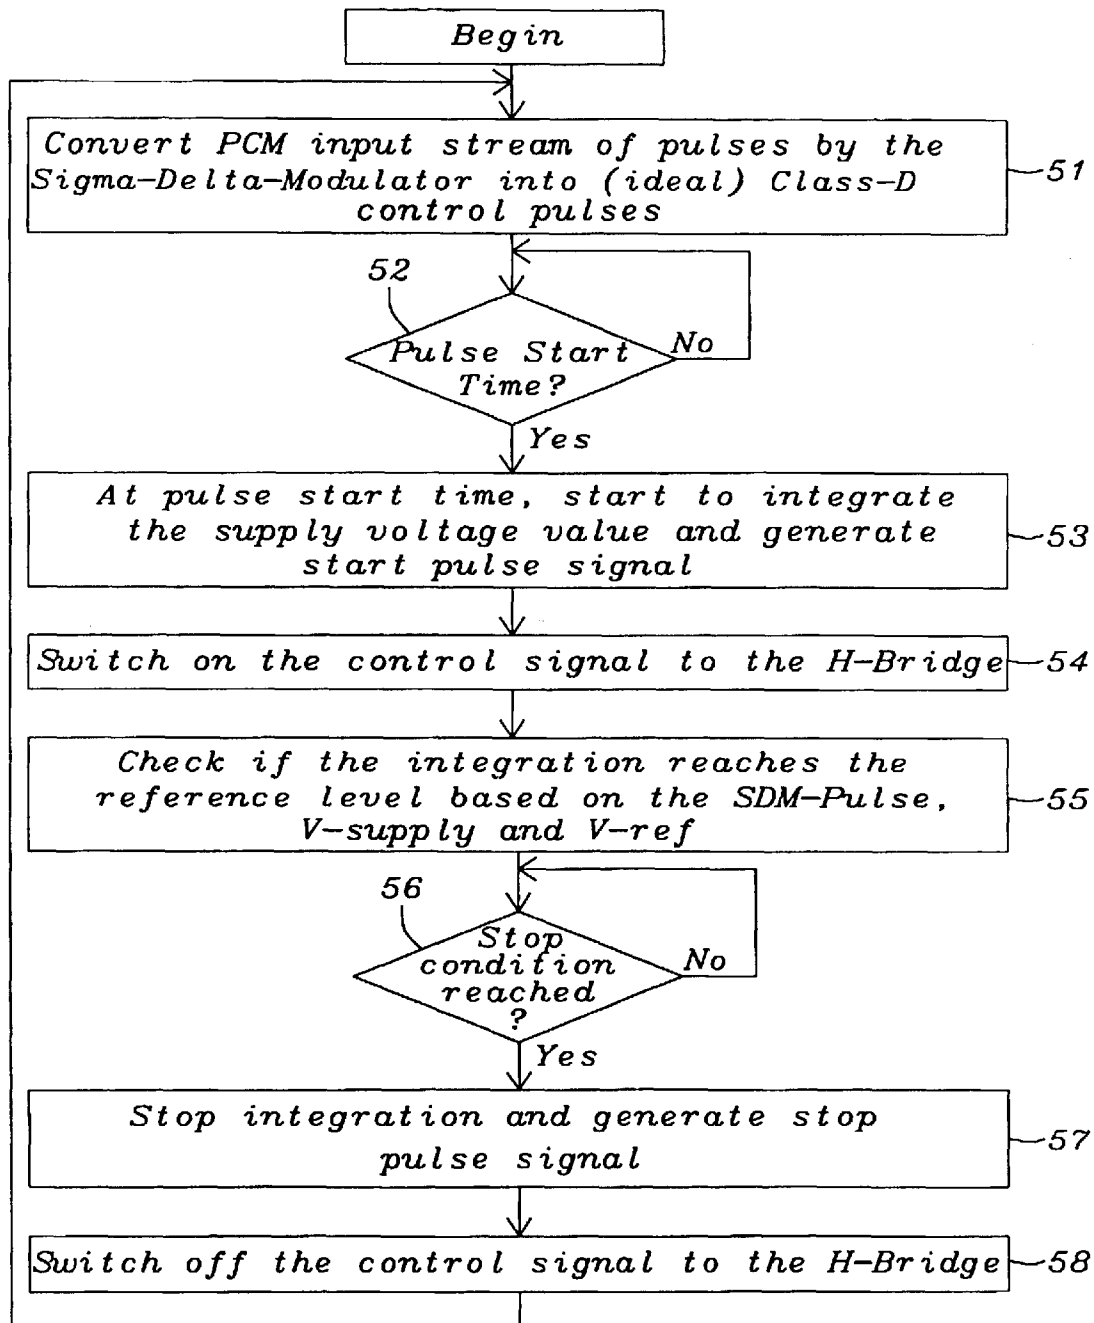 Begin
Convert PCM input stream of pulses by the
Sigma-Delta-Modulator into (ideal) Class-D
control pulses
51
52
Pulse Start
Time?
No
Yes
At pulse start time, start to integrate
the supply voltage value and generate
start pulse signal
53
Switch on the control signal to the H-Bridge
54
Check if the integration reaches the
reference level based on the SDM-Pulse,
V-supply and V-ref
55
56
Stop
condition
reached
?
No
Yes
Stop integration and generate stop
pulse signal
57
Switch off the control signal to the H-Bridge
58